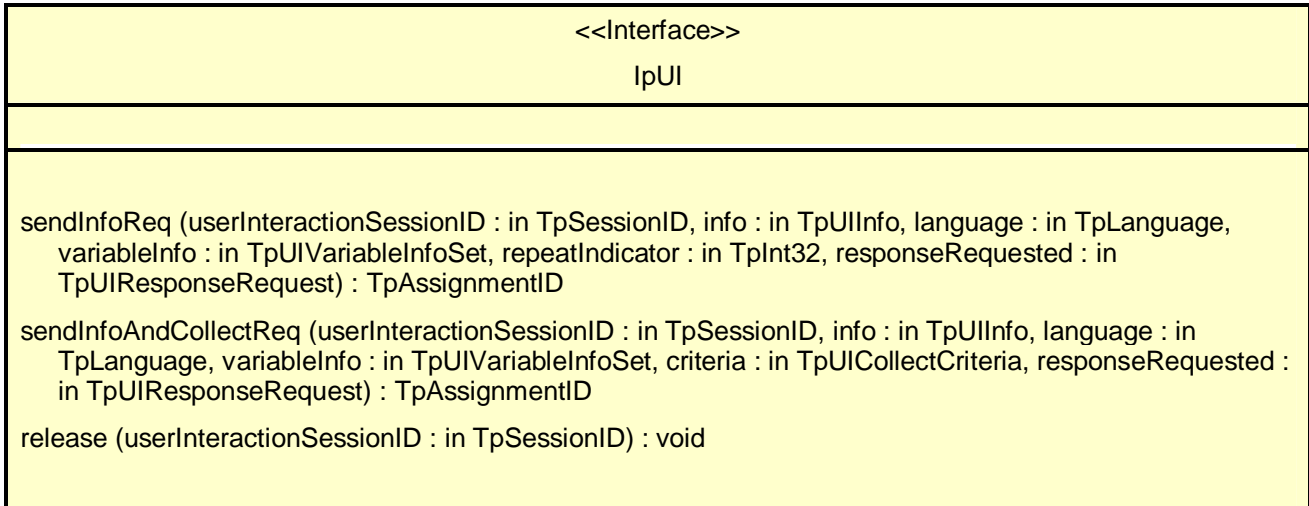 <<Interface>>
IpUI
sendInfoReq (userInteractionSessionID : in TpSessionID, info : in TpUIInfo, language : in TpLanguage,
variableInfo : in TpUIVariableInfoSet, repeatIndicator : in TpInt32, responseRequested : in
TpUIResponseRequest) : TpAssignmentID
sendInfoAndCollectReq (userInteractionSessionID : in TpSessionID, info : in TpUIInfo, language : in
TpLanguage, variableInfo : in TpUIVariableInfoSet, criteria : in TpUICollectCriteria, responseRequested :
in TpUIResponseRequest) : TpAssignmentID
release (userInteractionSessionID : in TpSessionID) : void